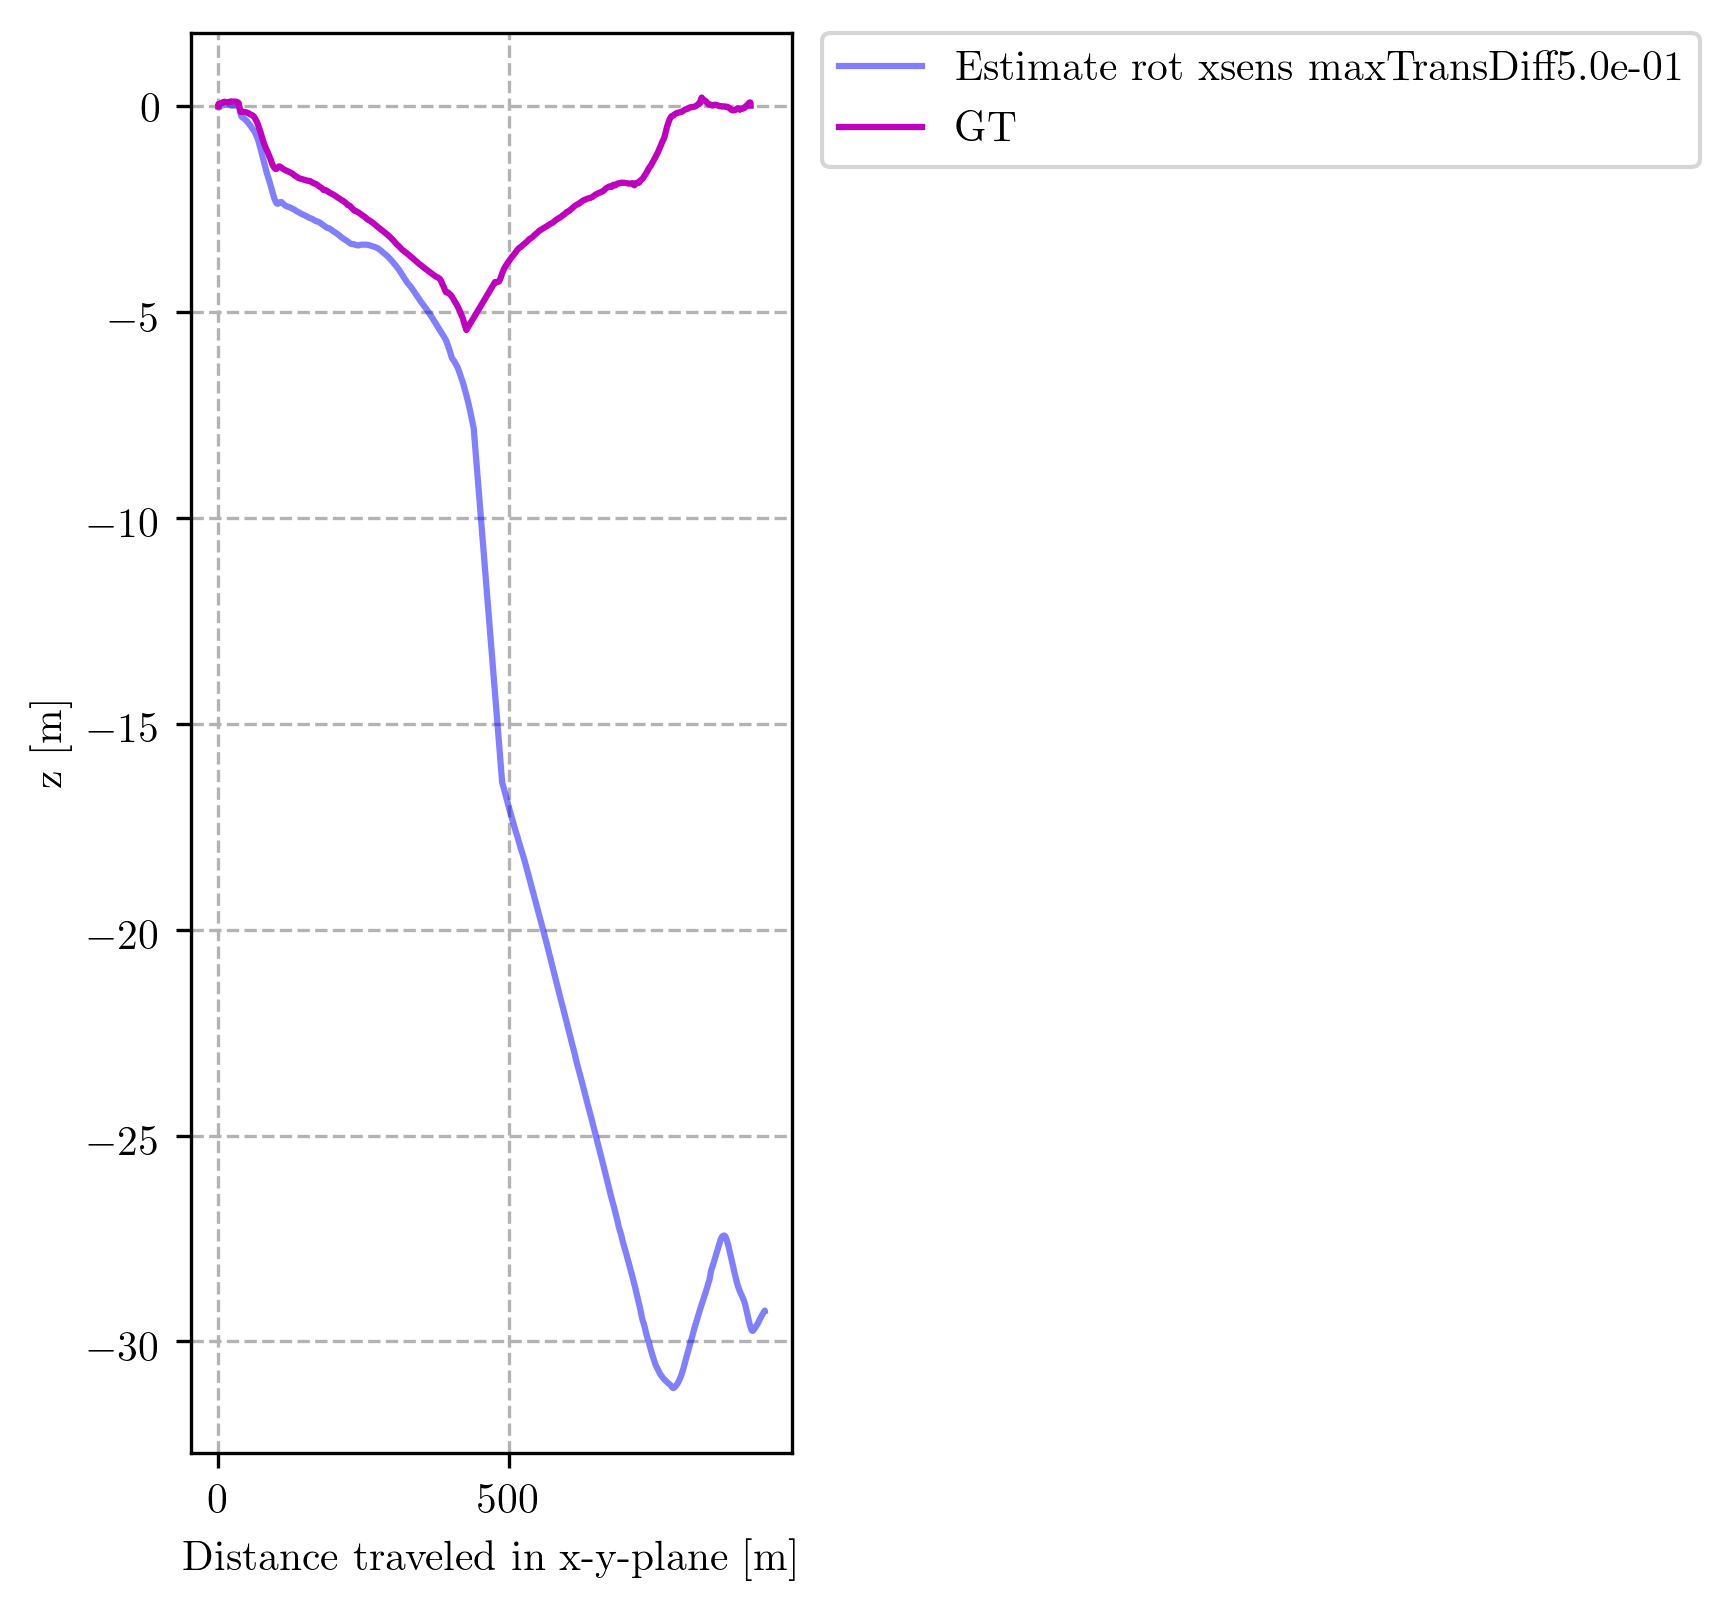 Estimate rot xsens maxTransDiff5.0e-01
GT
0
−5
−10
−15
−20
−25
−30
z [m]
0 500
Distance traveled in x-y-plane [m]